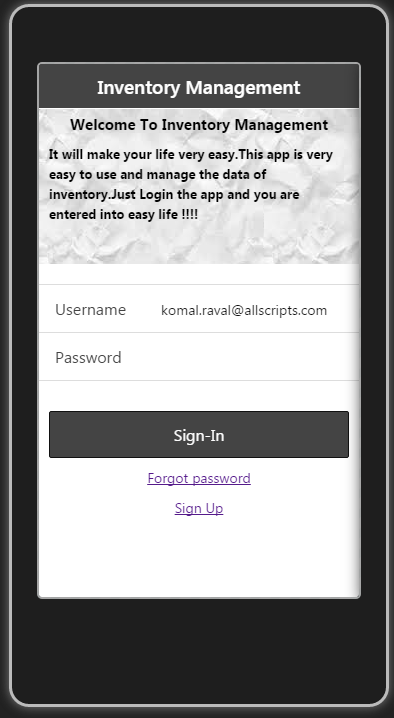 Inventory Management
Welcome To Inventory Management
It will make your life very easy.This app is very
easy to use and manage the data of
inventory.Just Login the app and you are
entered into easy life !!!!
Username komal.raval@allscripts.com
Password
Sign-In
Forgot password
Sign Up